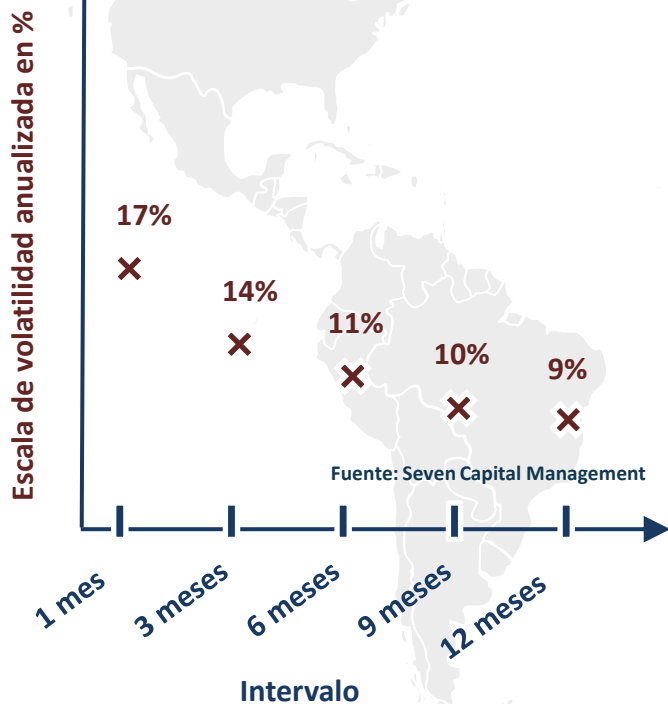 Escala de volatilidad anualizada en %
17%
14%
11%
10%
9%
Fuente: Seven Capital Management
1 mes
3 meses
6 meses
9 meses
12 meses
Intervalo